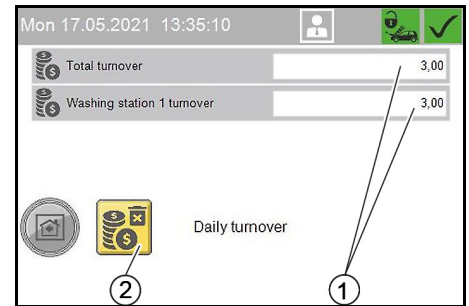 Mon 17.05.2021 13:35:10
Total turnover 3,00
Washing station 1 turnover 3,00
Daily turnover
2 1